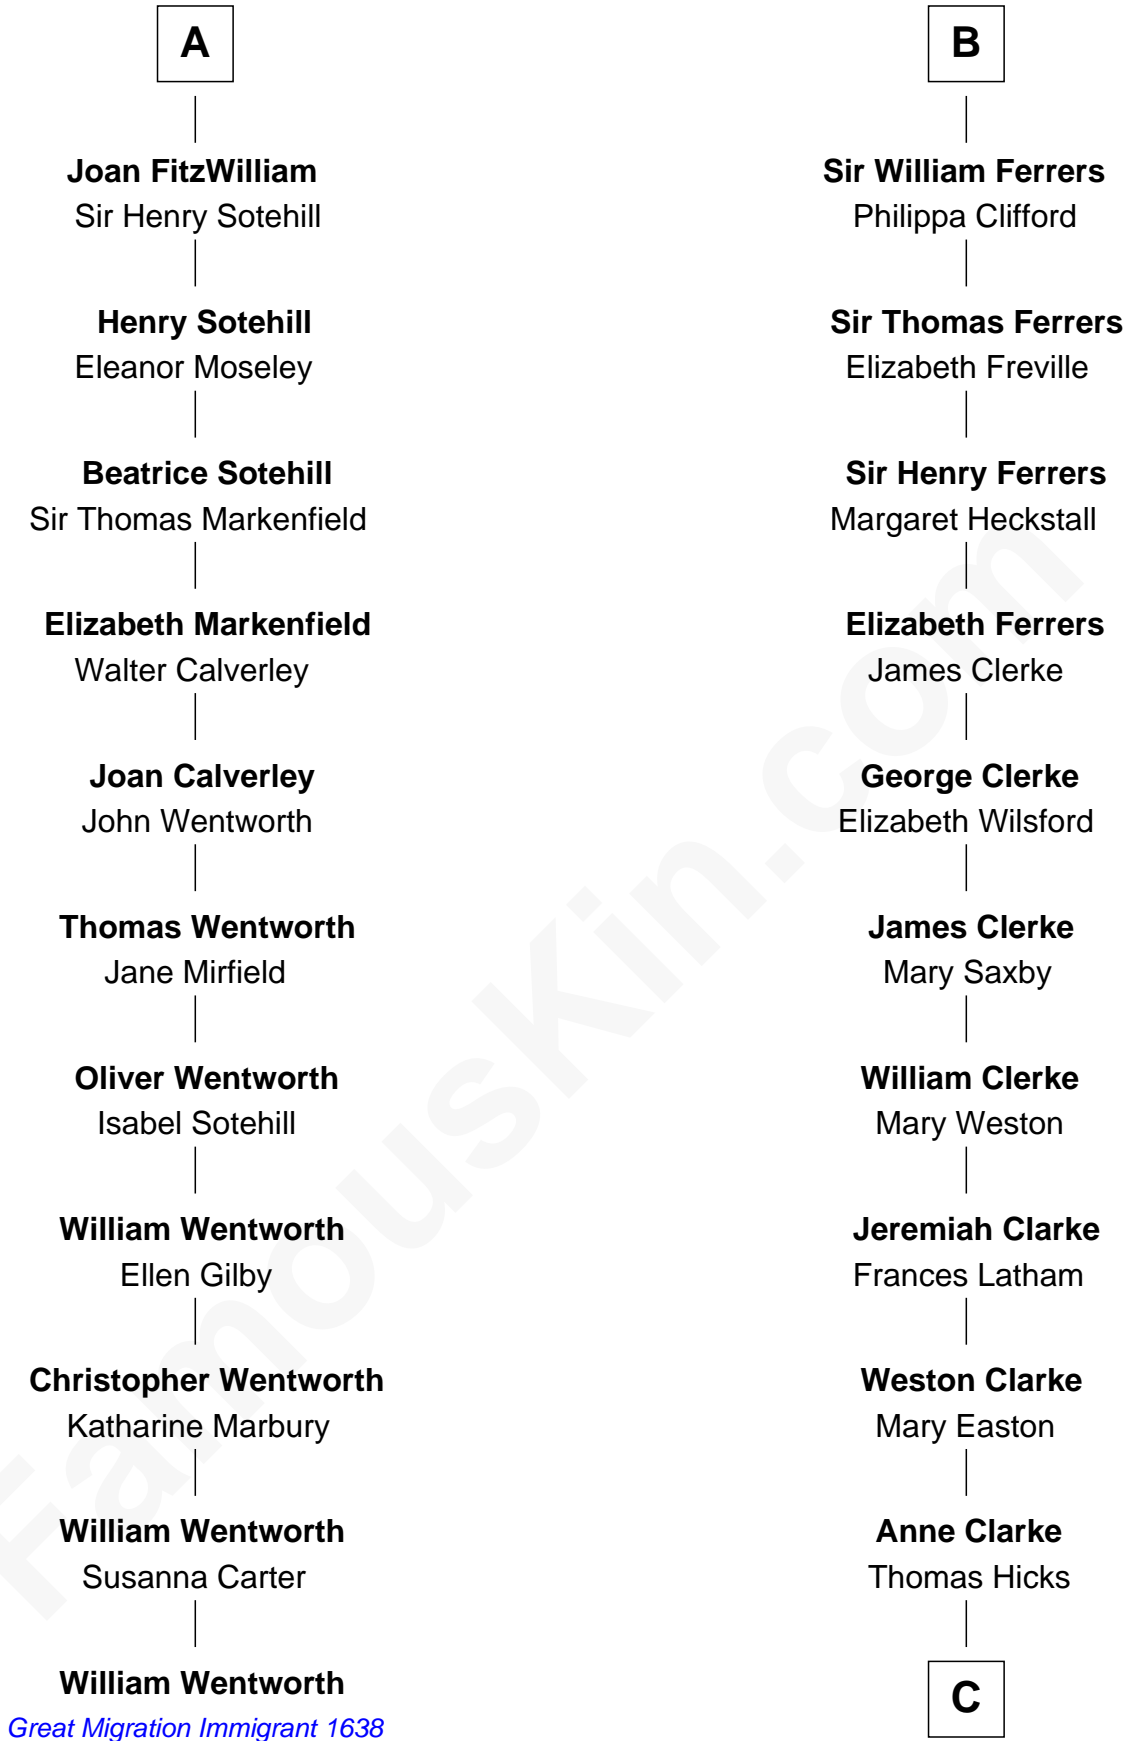 A
Joan FitzWilliam
Sir Henry Sotehill
Henry Sotehill
Eleanor Moseley
Beatrice Sotehill
Sir Thomas Markenfield
Elizabeth Markenfield
Walter Calverley
Joan Calverley
John Wentworth
Thomas Wentworth
Jane Mirfield
Oliver Wentworth
Isabel Sotehill
William Wentworth
Ellen Gilby
Christopher Wentworth
Katharine Marbury
William Wentworth
Susanna Carter
William Wentworth
Great Migration Immigrant 1638
B
Sir William Ferrers
Philippa Clifford
Sir Thomas Ferrers
Elizabeth Freville
Sir Henry Ferrers
Margaret Heckstall
Elizabeth Ferrers
James Clerke
George Clerke
Elizabeth Wilsford
James Clerke
Mary Saxby
William Clerke
Mary Weston
Jeremiah Clarke
Frances Latham
Weston Clarke
Mary Easton
Anne Clarke
Thomas Hicks
C
FamousKin.com